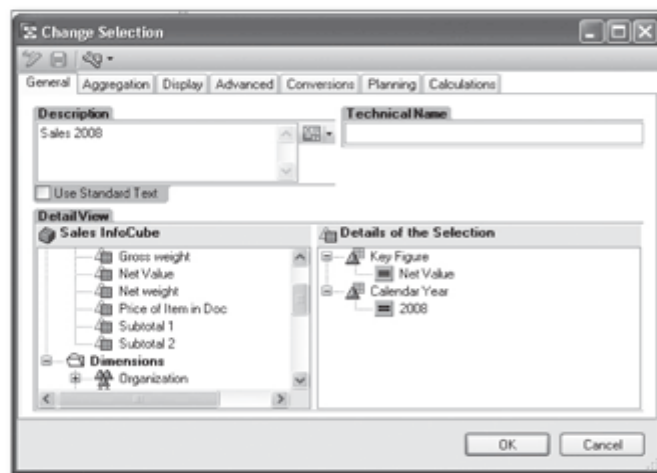 Change Selection
General Aggregation Display Advanced Conversions Planning Calculations
Description
Sales 2008
Technical Name
Use Standard Text
DetailView
Sales InfoCube
Gross weight
Net Value
Net weight
Price of Item in Doc
Subtotal 1
Subtotal 2
Dimensions
Organization
Details of the Selection
Key Figure
Net Value
Calendar Year
2008
OK Cancel